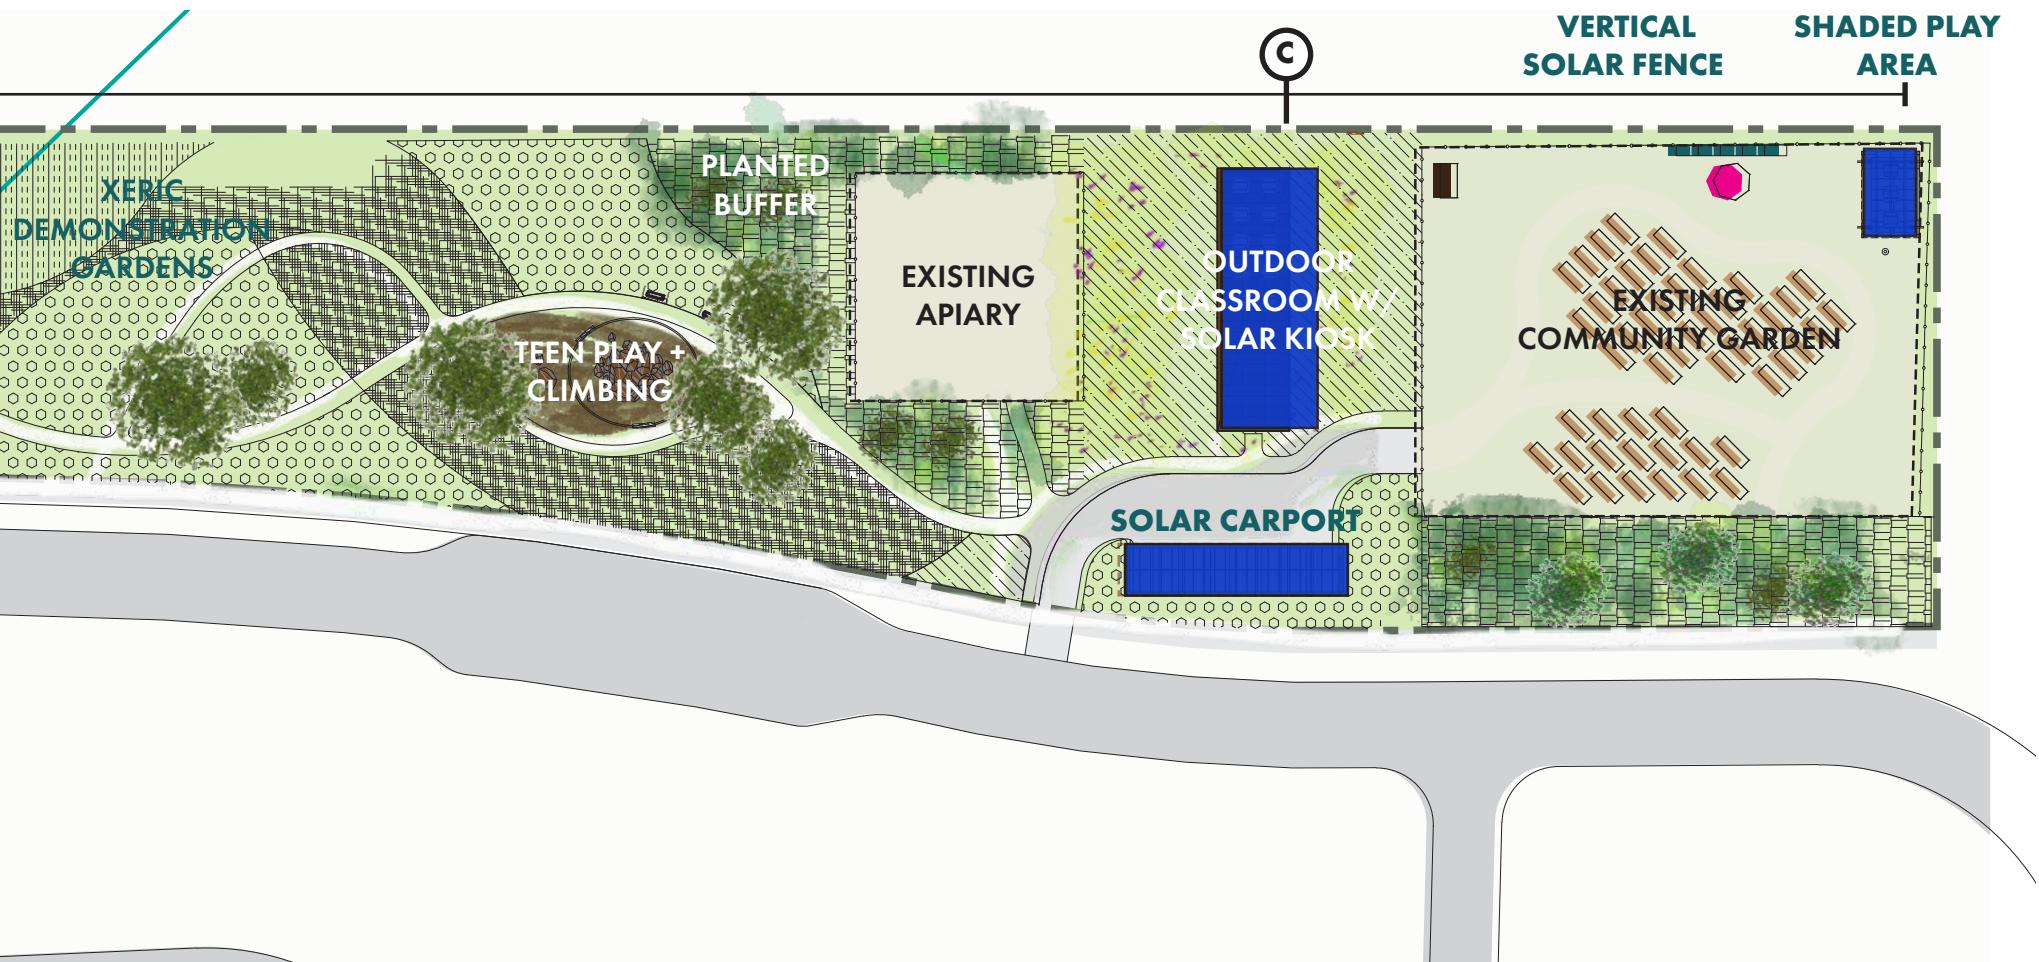 C
VERTICAL
SOLAR FENCE
SHADED PLAY
AREA
XERIC
DEMONSTRATION
GARDENS
PLANTED
BUFFER
TEEN PLAY +
CLIMBING
EXISTING
APIARY
OUTDOOR
CLASSROOM W/
SOLAR KIOSK
EXISTING
COMMUNITY GARDEN
SOLAR CARPORT